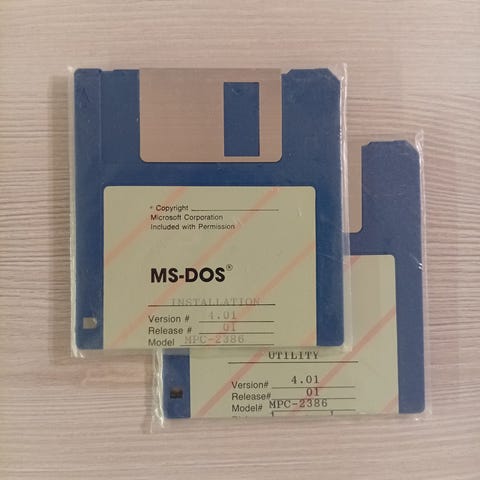 * Copyright
Microsoft Corporation
Included with Permission
MS-DOS®
INSTALLATION
Version # 4.01
Release # 01
Model MPC-2386
UTILITY
Version# 4.01
Release# 01
Model# MPC-2386